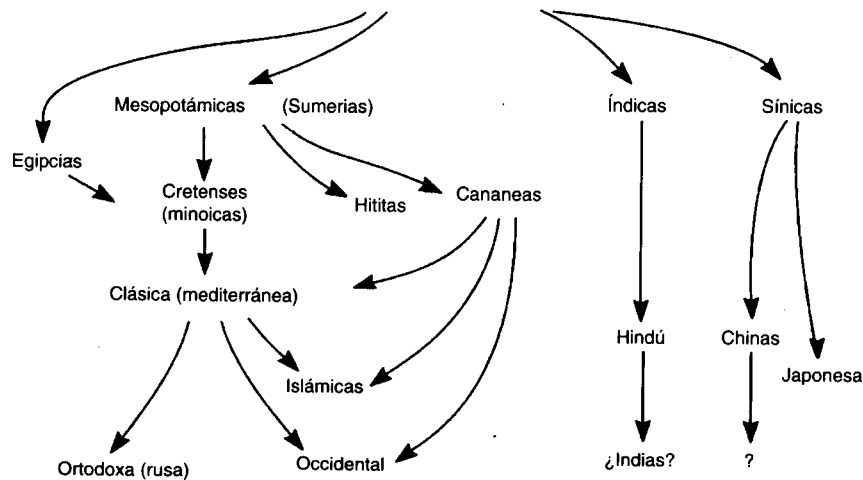 Mesopotámicas (Sumerias)
Índicas
Sínicas
Egipcias
Cretenses
(minoicas)
Hititas
Cananeas
Clásica (mediterránea)
Hindú
Chinas
Japonesa
Islámicas
Ortodoxa (rusa)
Occidental
¿Indias?
?